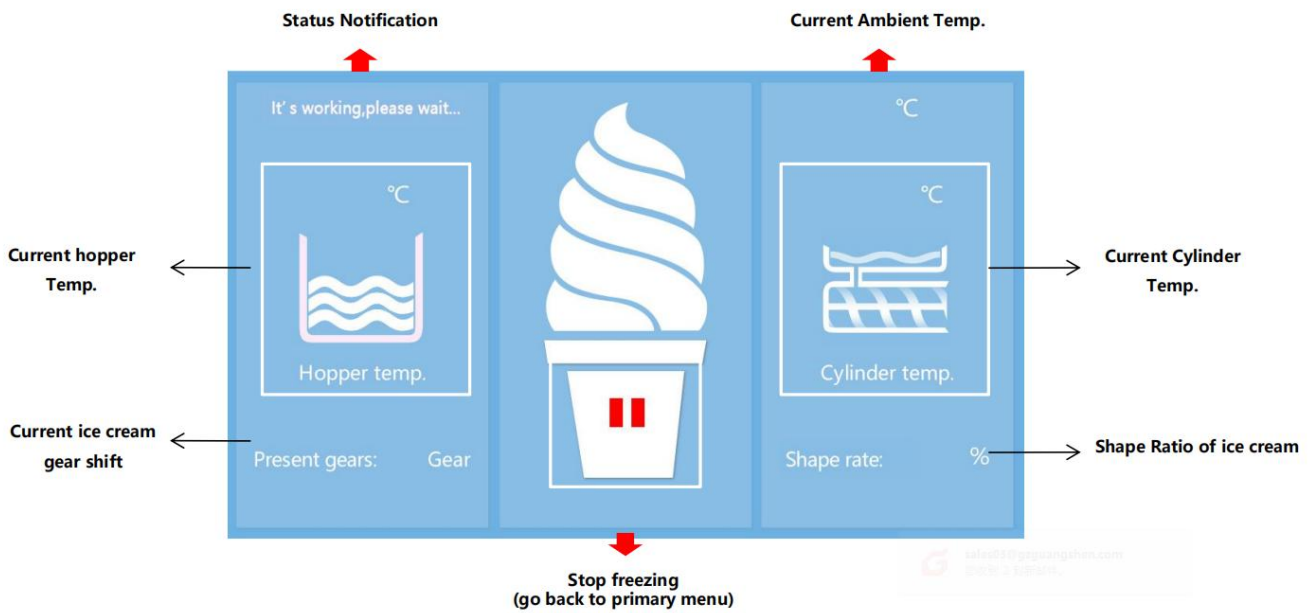 Status Notification
Current Ambient Temp.
It's working,please wait...
℃
℃
℃
Current hopper
Temp.
Current Cylinder
Temp.
Hopper temp.
Cylinder temp.
Current ice cream
gear shift
Present gears: Gear
Shape rate: %
Shape Ratio of ice cream
Stop freezing
(go back to primary menu)